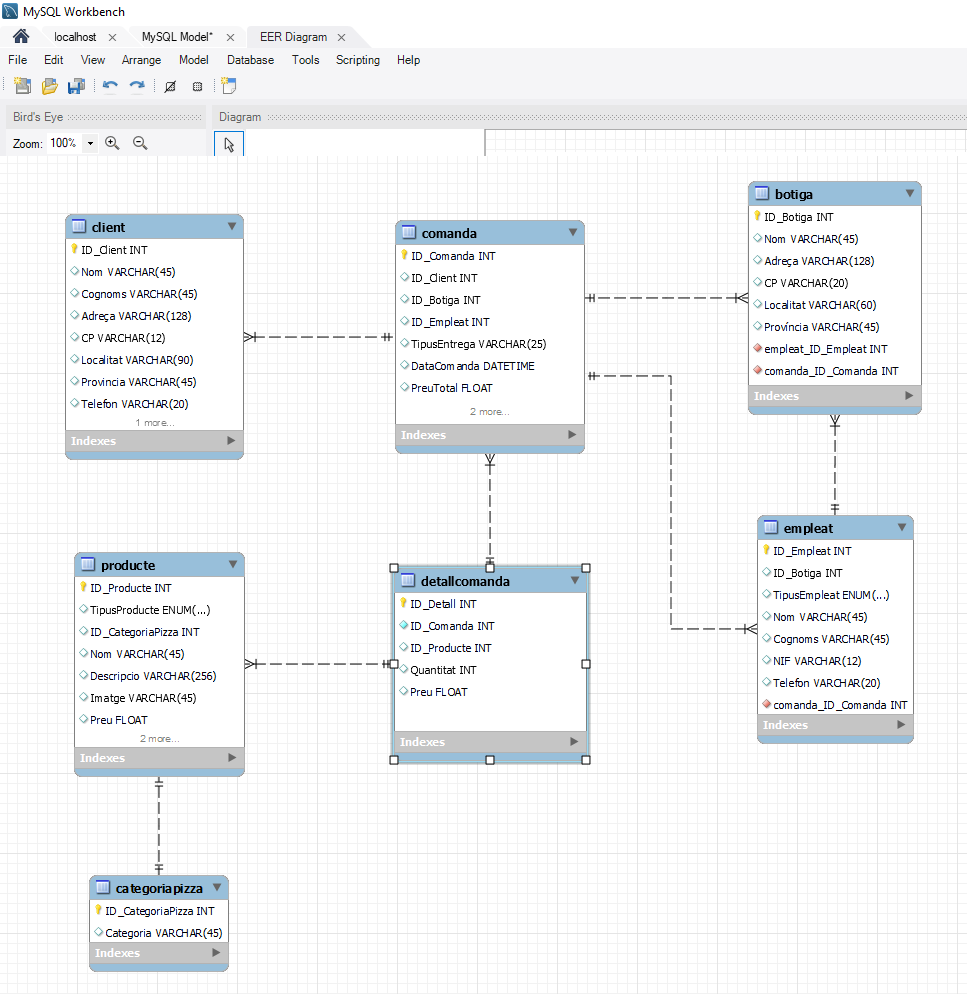 MySQL Workbench
localhost
MySQL Model*
EER Diagram
File Edit View Arrange Model Database Tools Scripting Help
Bird's Eye
Diagram
Zoom: 100%
client
ID_Client INT
Nom VARCHAR(45)
Cognoms VARCHAR(45)
Adreça VARCHAR(128)
CP VARCHAR(12)
Localitat VARCHAR(90)
Provincia VARCHAR(45)
Telefon VARCHAR(20)
1 more...
Indexes
comanda
ID_Comanda INT
ID_Client INT
ID_Botiga INT
ID_Empleat INT
TipusEntrega VARCHAR(25)
DataComanda DATETIME
PreuTotal FLOAT
2 more...
Indexes
botiga
ID_Botiga INT
Nom VARCHAR(45)
Adreça VARCHAR(128)
CP VARCHAR(20)
Localitat VARCHAR(60)
Província VARCHAR(45)
empleat_ID_Empleat INT
comanda_ID_Comanda INT
Indexes
producte
ID_Producte INT
TipusProducte ENUM(...)
ID_CategoriaPizza INT
Nom VARCHAR(45)
Descripcio VARCHAR(256)
Imatge VARCHAR(45)
Preu FLOAT
2 more...
Indexes
detallcomanda
ID_Detall INT
ID_Comanda INT
ID_Producte INT
Quantitat INT
Preu FLOAT
Indexes
empleat
ID_Empleat INT
ID_Botiga INT
TipusEmpleat ENUM(...)
Nom VARCHAR(45)
Cognoms VARCHAR(45)
NIF VARCHAR(12)
Telefon VARCHAR(20)
comanda_ID_Comanda INT
Indexes
categoriapizza
ID_CategoriaPizza INT
Categoria VARCHAR(45)
Indexes